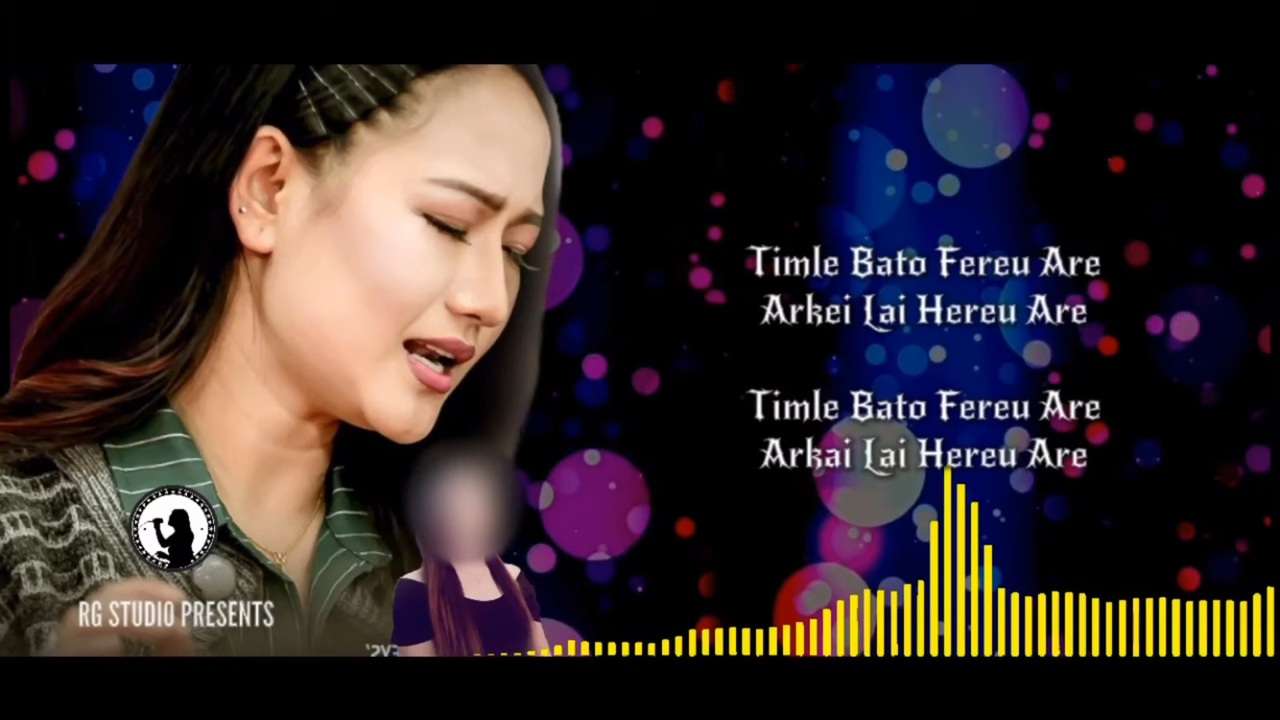 Timle Bato Fereu Are
Arkei Lai Hereu Are
Timle Bato Fereu Are
Arkai Lai Hereu Are
RG STUDIO PRESENTS